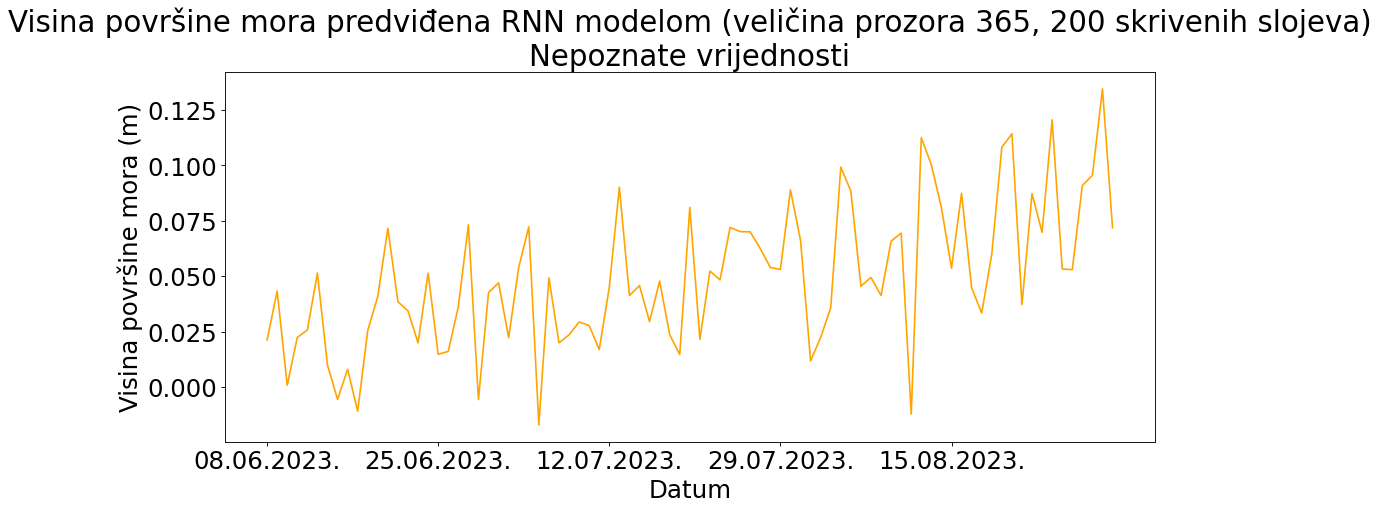 Visina površine mora predviđena RNN modelom (veličina prozora 365, 200 skrivenih slojeva)
Nepoznate vrijednosti
Visina površine mora (m)
0.125
0.100
0.075
0.050
0.025
0.000
08.06.2023. 25.06.2023. 12.07.2023. 29.07.2023. 15.08.2023.
Datum